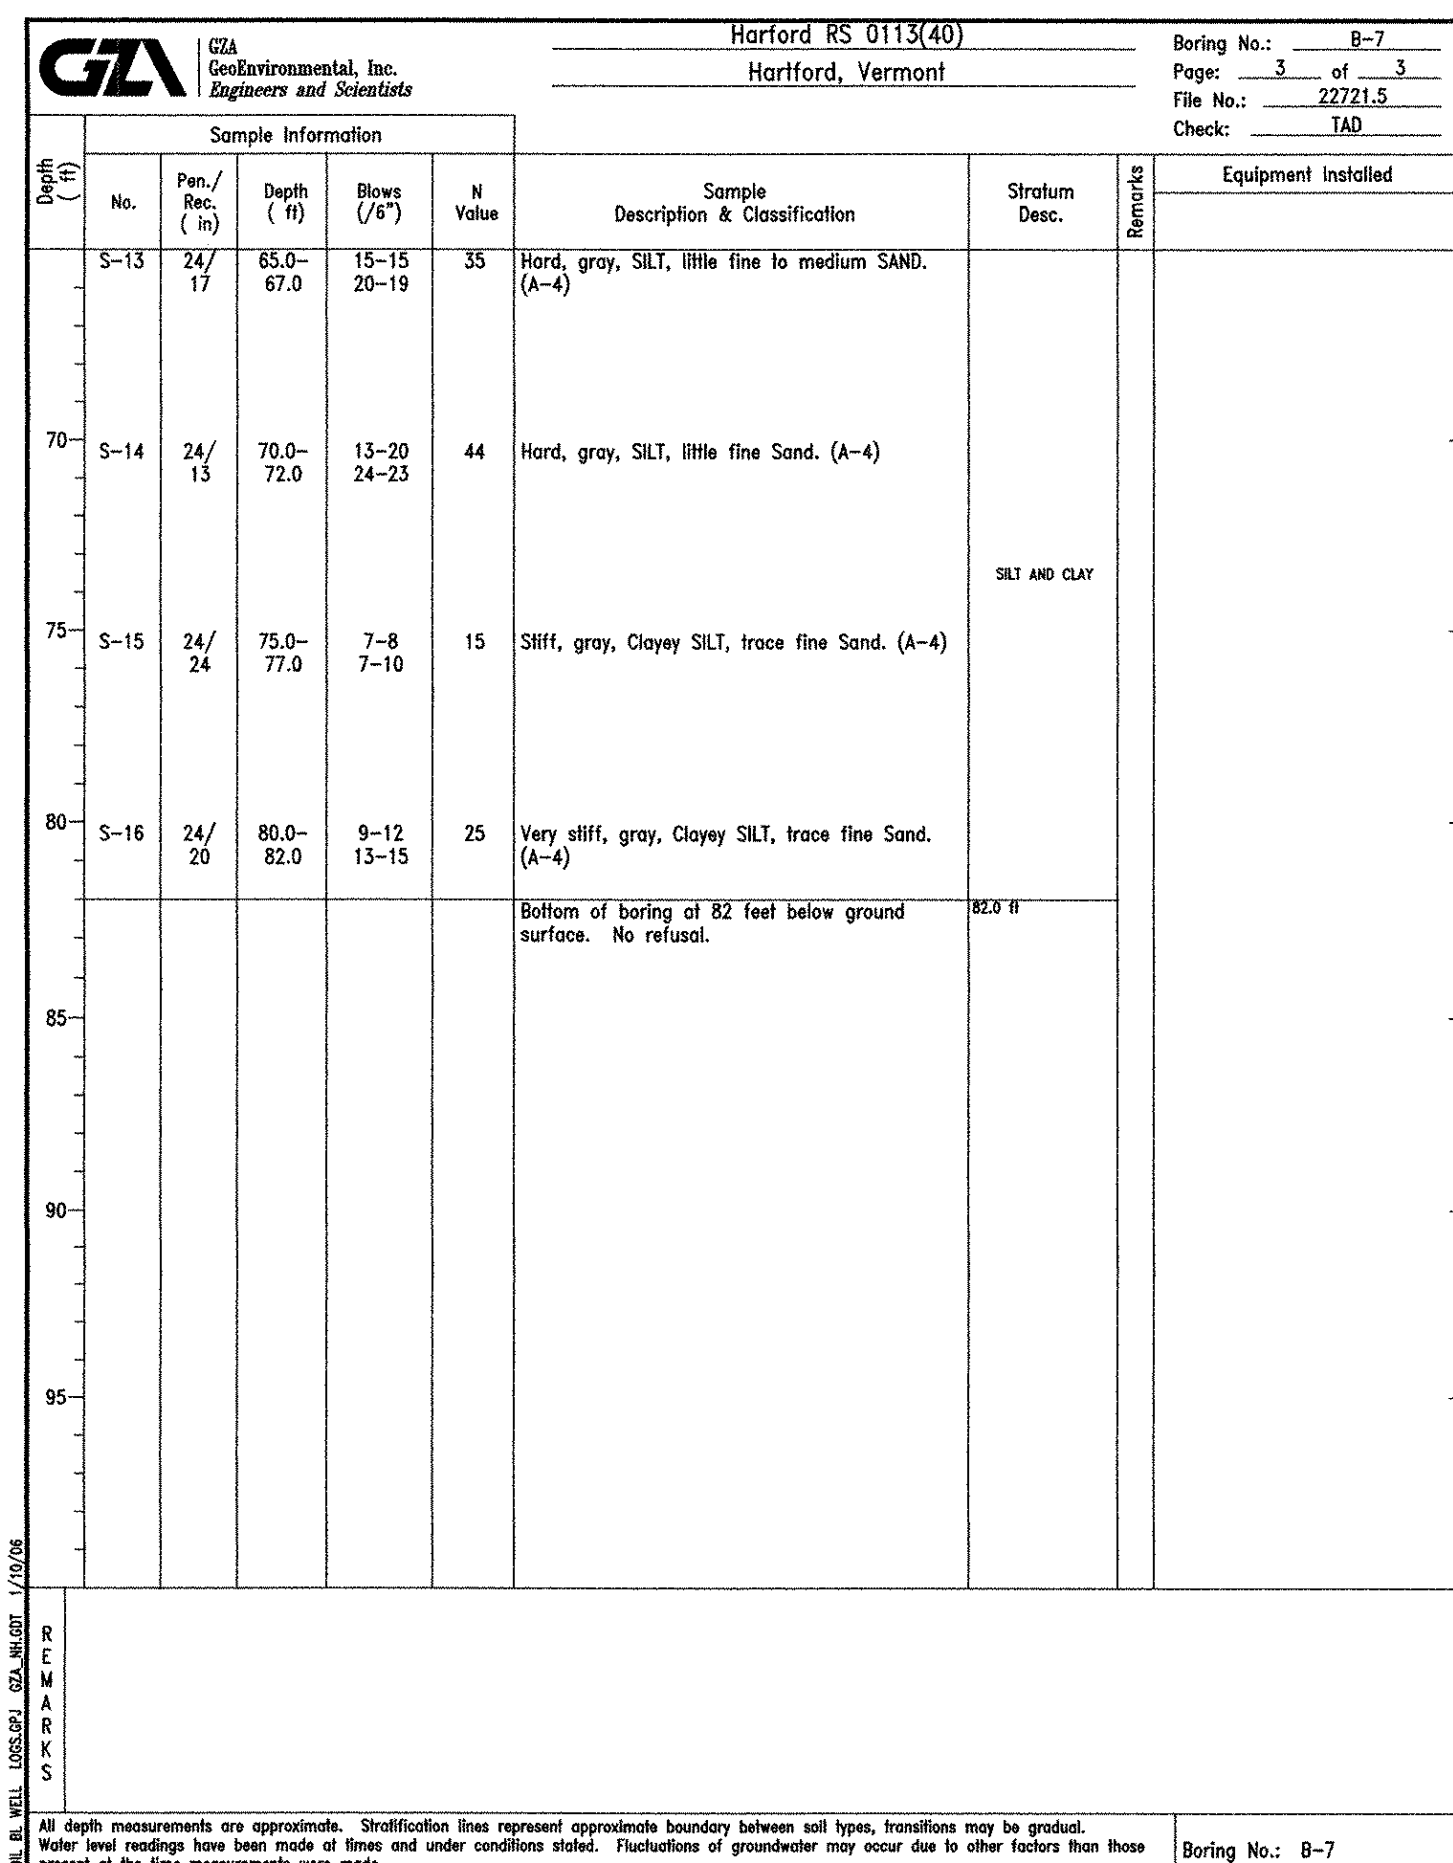 GZA
GZA
GeoEnvironmental, Inc.
Engineers and Scientists
Harford RS 0113(40)
Hartford, Vermont
Boring No.: B-7
Page: 3 of 3
File No.: 22721.5
Check: TAD
Depth ( ft)
Sample Information
No.
Pen./ Rec. ( in)
Depth ( ft)
Blows (/6")
N Value
Sample Description & Classification
Stratum Desc.
Remarks
Equipment Installed
S-13 24/ 65.0- 15-15 35 Hard, gray, SILT, little fine to medium SAND.
17 67.0 20-19 (A-4)
70
S-14 24/ 70.0- 13-20 44 Hard, gray, SILT, little fine Sand. (A-4)
13 72.0 24-23
SILT AND CLAY
75
S-15 24/ 75.0- 7-8 15 Stiff, gray, Clayey SILT, trace fine Sand. (A-4)
24 77.0 7-10
80
S-16 24/ 80.0- 9-12 25 Very stiff, gray, Clayey SILT, trace fine Sand.
20 82.0 13-15 (A-4)
Bottom of boring at 82 feet below ground 82.0 ft
surface. No refusal.
85
90
95
REMARKS
BL WELL LOGS.GPJ GZA_NH.GDT 1/10/06
All depth measurements are approximate. Stratification lines represent approximate boundary between soil types, transitions may be gradual.
Water level readings have been made at times and under conditions stated. Fluctuations of groundwater may occur due to other factors than those
present at the time measurements were made.
Boring No.: B-7